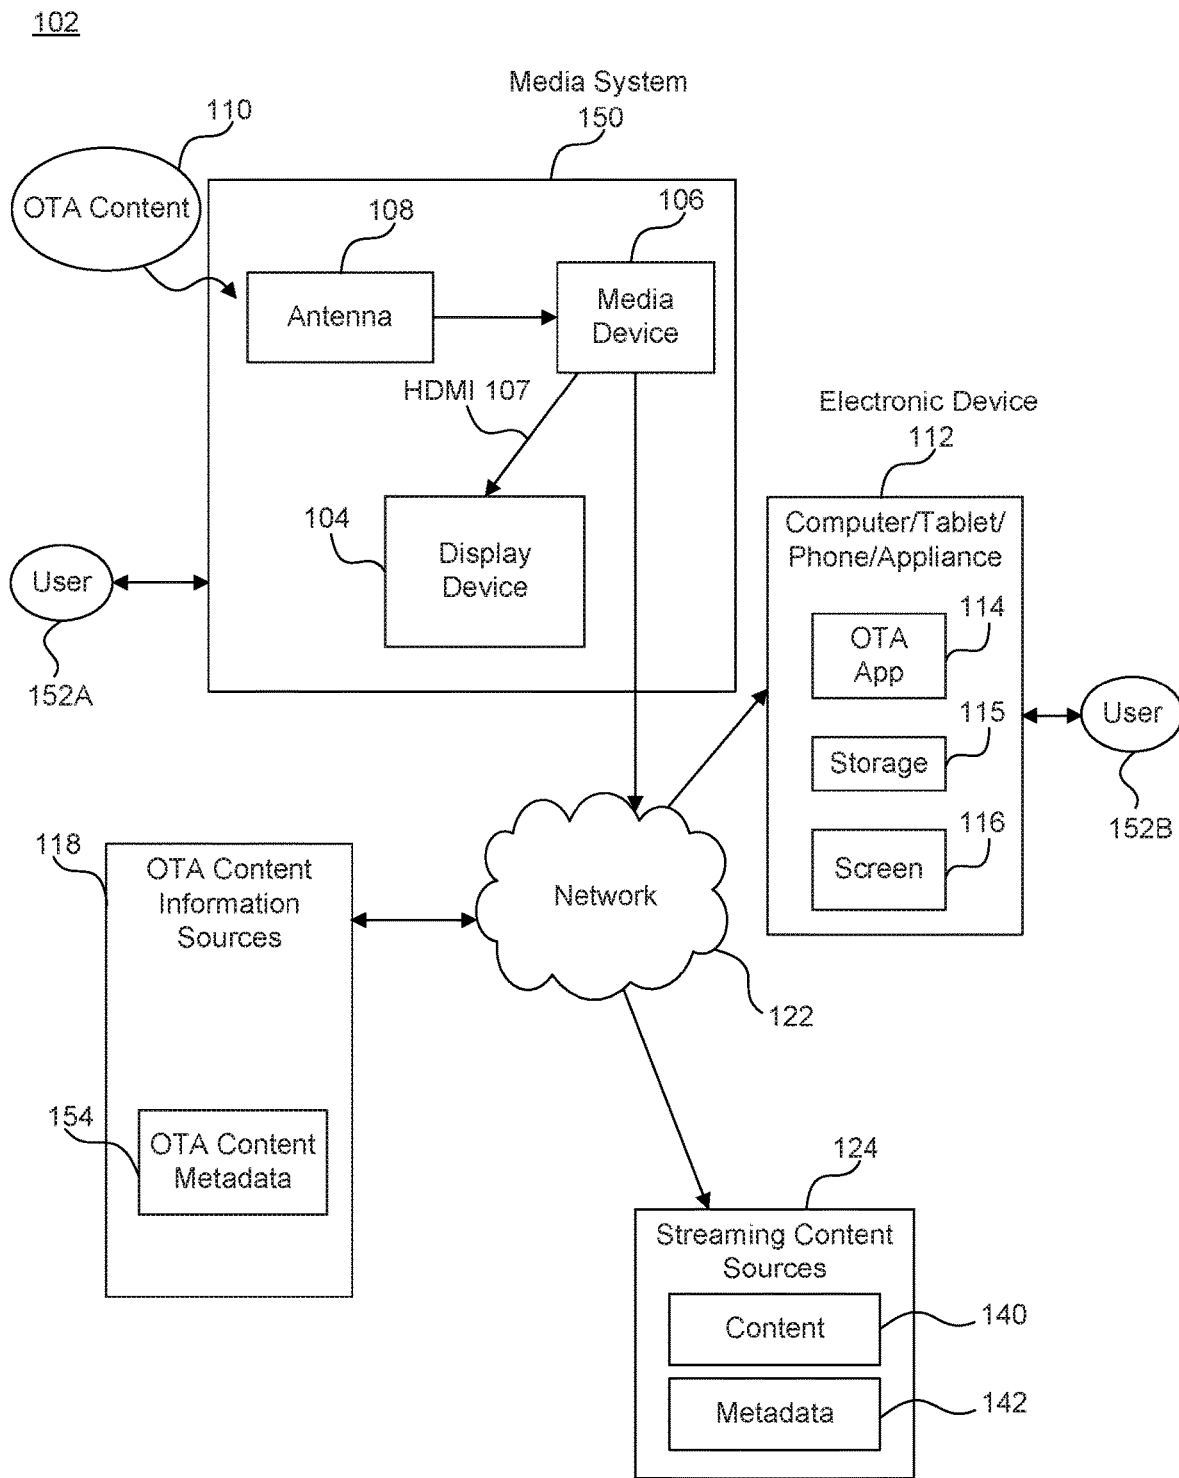 102
Media System
150
110
OTA Content
108
106
Antenna
Media
Device
HDMI 107
Electronic Device
112
104
Display
Device
User
152A
Computer/Tablet/
Phone/Appliance
OTA
App
114
Storage
115
Screen
116
User
152B
118
OTA Content
Information
Sources
Network
122
154
OTA Content
Metadata
124
Streaming Content
Sources
Content
140
Metadata
142